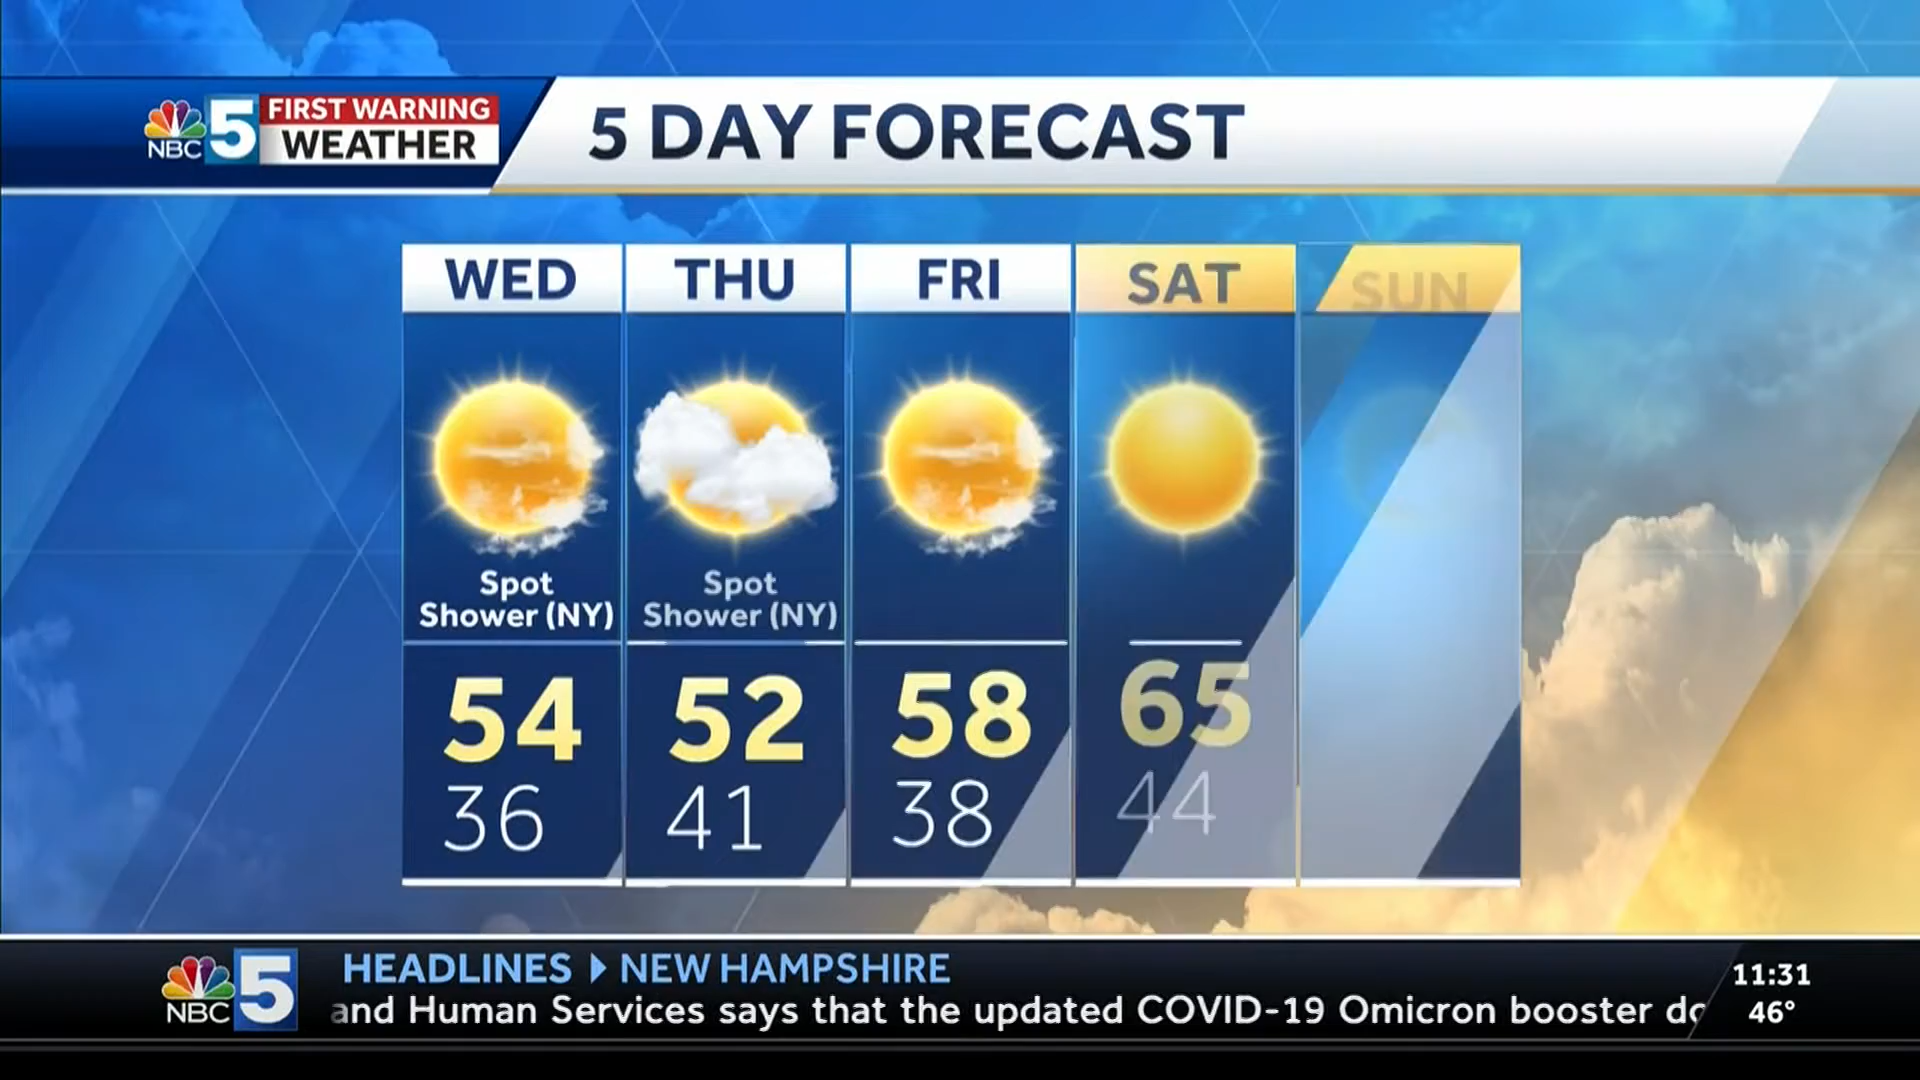 NBC 5 FIRST WARNING
WEATHER
5 DAY FORECAST
WED THU FRI SAT SUN
Spot
Shower (NY)
Spot
Shower (NY)
54 52 58 65
36 41 38 44
NBC 5
HEADLINES NEW HAMPSHIRE
and Human Services says that the updated COVID-19 Omicron booster
11:31
46°